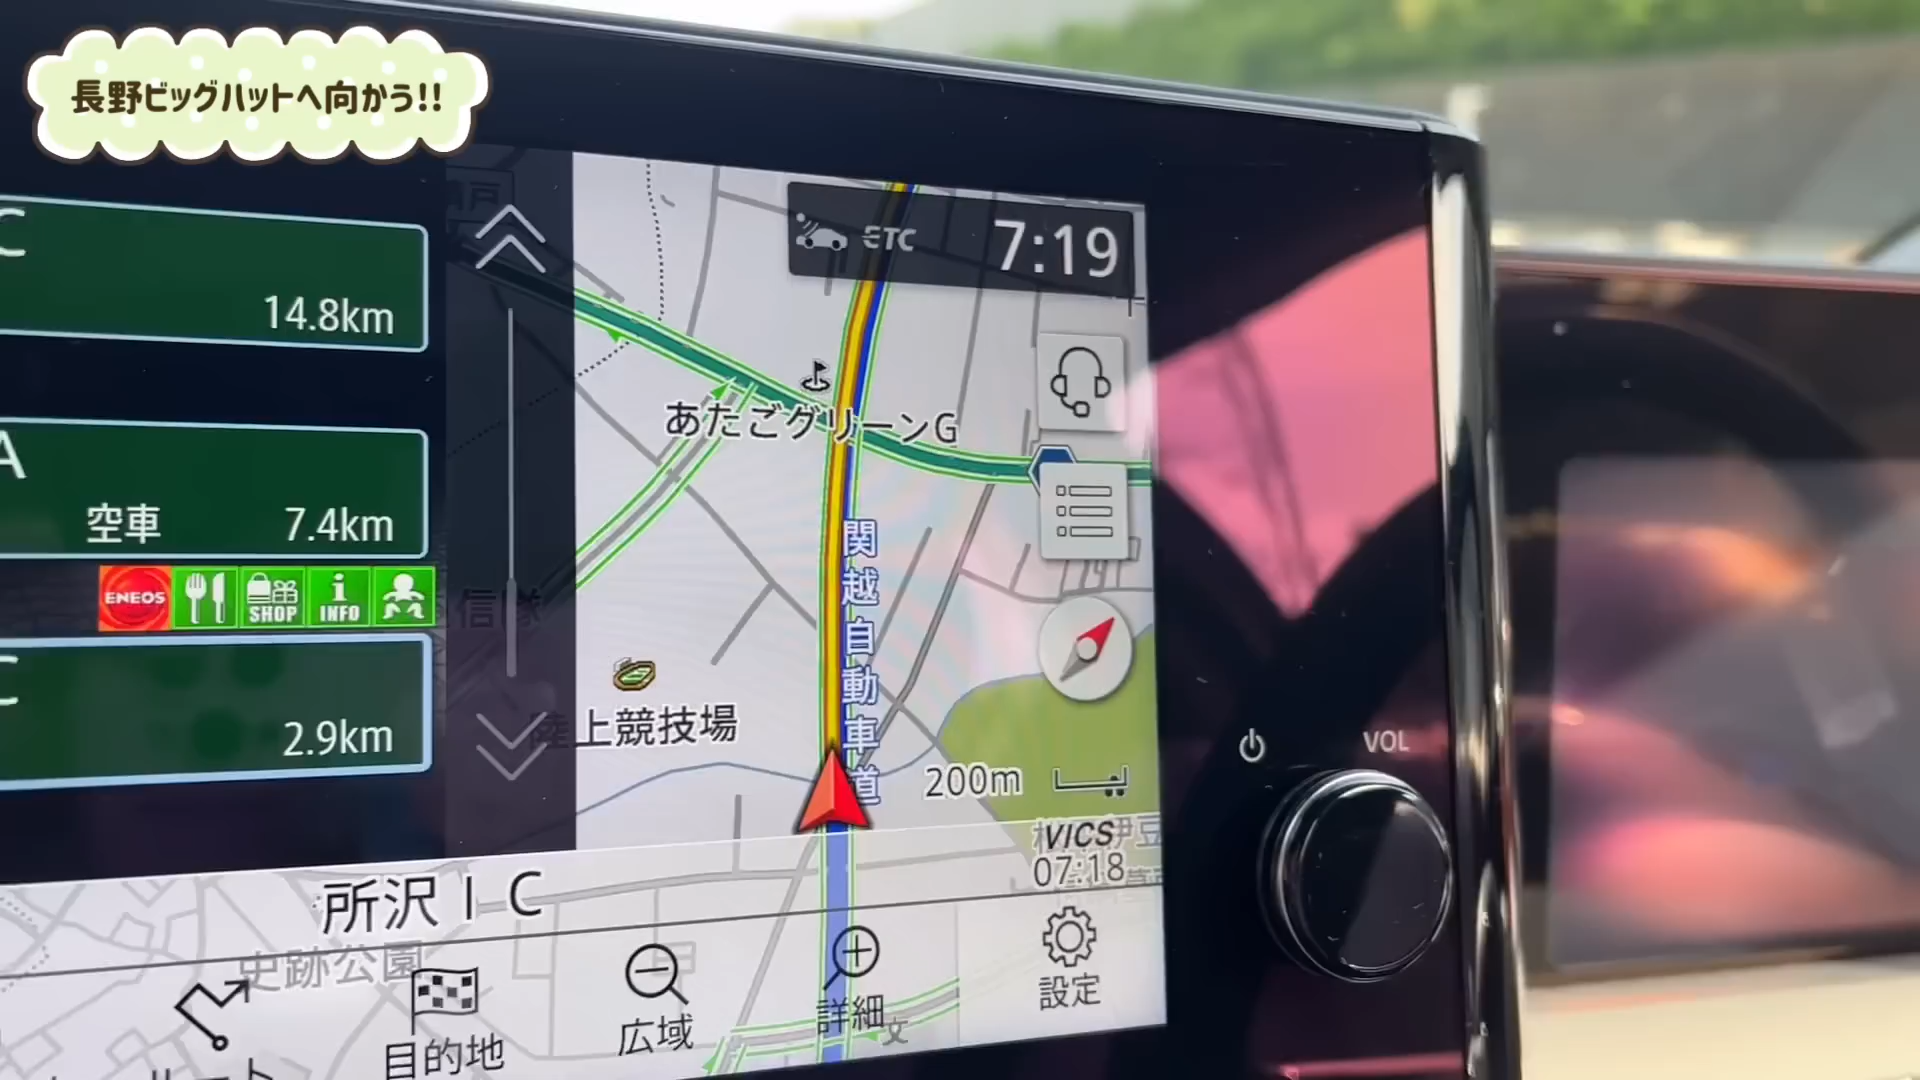 長野ビッグハットへ向かう!!
ETC 7:19
C
14.8km
あたごグリーンG
A
空車 7.4km
ENEOS SHOP i INFO
関越自動車道
C
2.9km
陸上競技場
200m
VICS
07:18
所沢IC
史跡公園
目的地
広域
詳細
設定
文
VOL